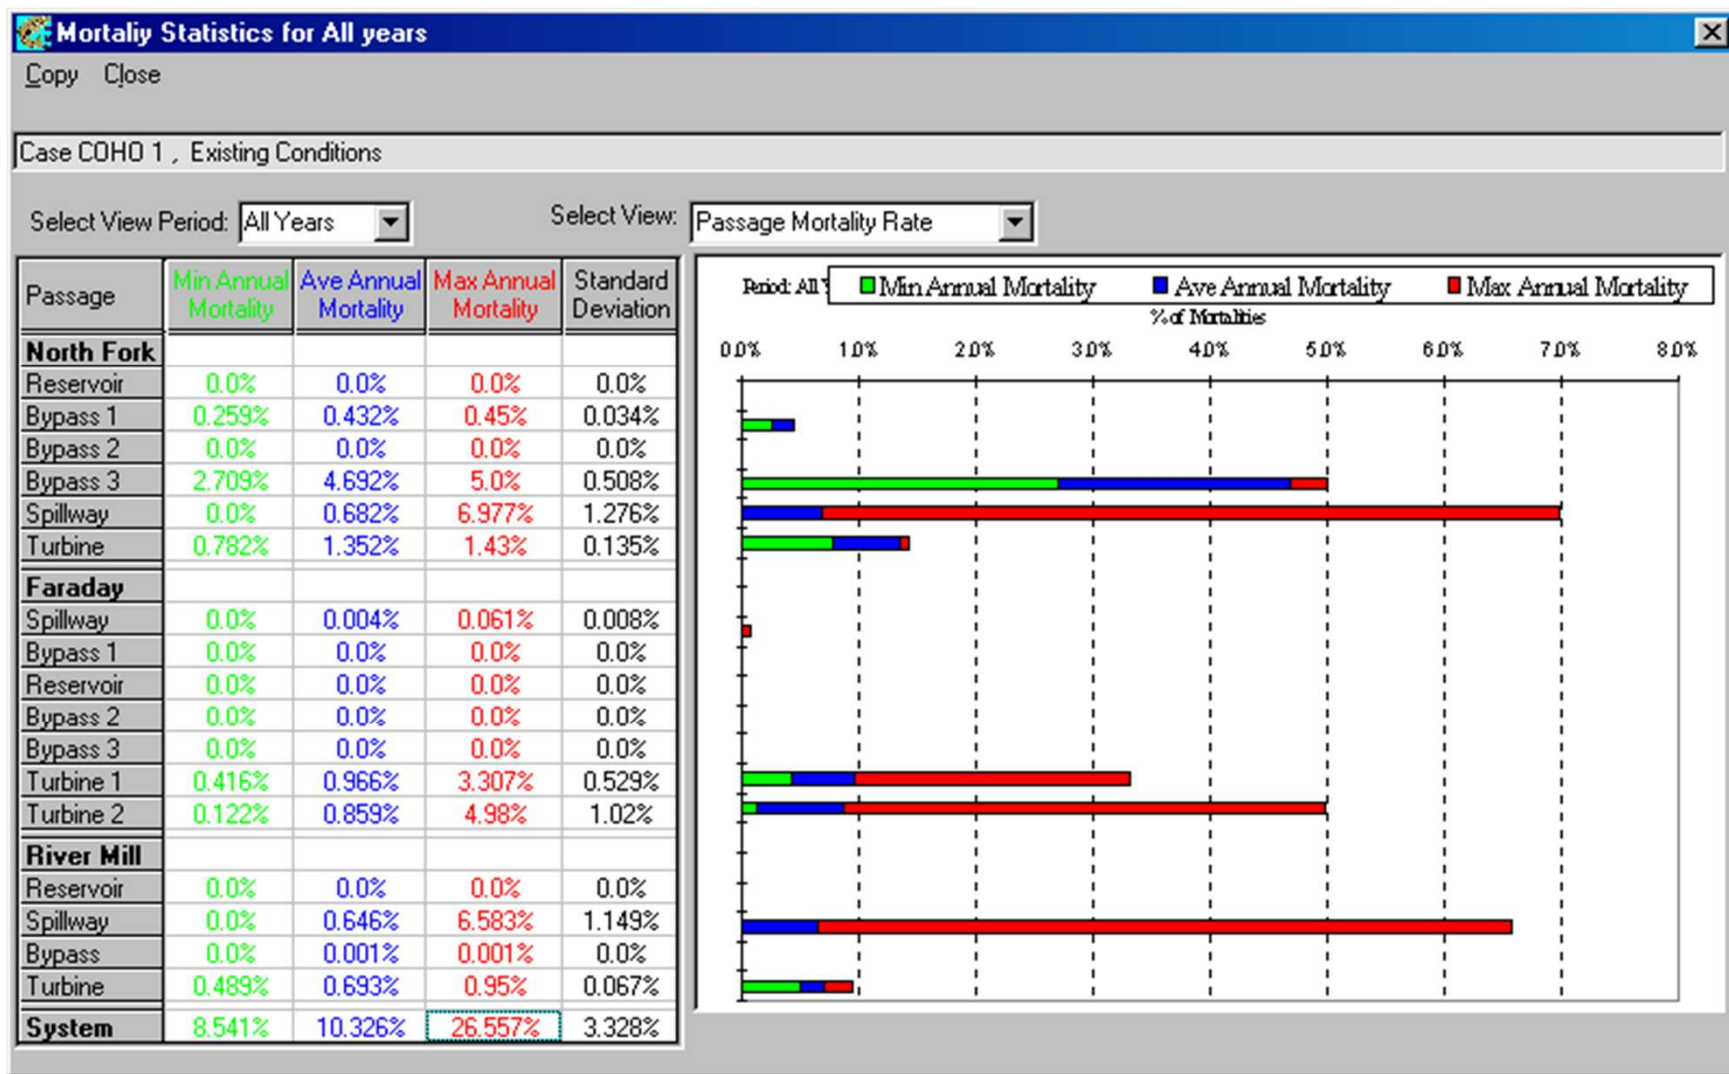 Mortaliy Statistics for All years
Copy Close
Case COHO 1 , Existing Conditions
Select View Period: All Years Select View: Passage Mortality Rate
Passage Min Annual Mortality Ave Annual Mortality Max Annual Mortality Standard Deviation
North Fork
Reservoir 0.0% 0.0% 0.0% 0.0%
Bypass 1 0.259% 0.432% 0.45% 0.034%
Bypass 2 0.0% 0.0% 0.0% 0.0%
Bypass 3 2.709% 4.692% 5.0% 0.508%
Spillway 0.0% 0.682% 6.977% 1.276%
Turbine 0.782% 1.352% 1.43% 0.135%
Faraday
Spillway 0.0% 0.004% 0.061% 0.008%
Bypass 1 0.0% 0.0% 0.0% 0.0%
Reservoir 0.0% 0.0% 0.0% 0.0%
Bypass 2 0.0% 0.0% 0.0% 0.0%
Bypass 3 0.0% 0.0% 0.0% 0.0%
Turbine 1 0.416% 0.966% 3.307% 0.529%
Turbine 2 0.122% 0.859% 4.98% 1.02%
River Mill
Reservoir 0.0% 0.0% 0.0% 0.0%
Spillway 0.0% 0.646% 6.583% 1.149%
Bypass 0.0% 0.001% 0.001% 0.0%
Turbine 0.489% 0.693% 0.95% 0.067%
System 8.541% 10.326% 26.557% 3.328%
Period: All Min Annual Mortality Ave Annual Mortality Max Annual Mortality
% of Mortalities
0.0% 1.0% 2.0% 3.0% 4.0% 5.0% 6.0% 7.0% 8.0%